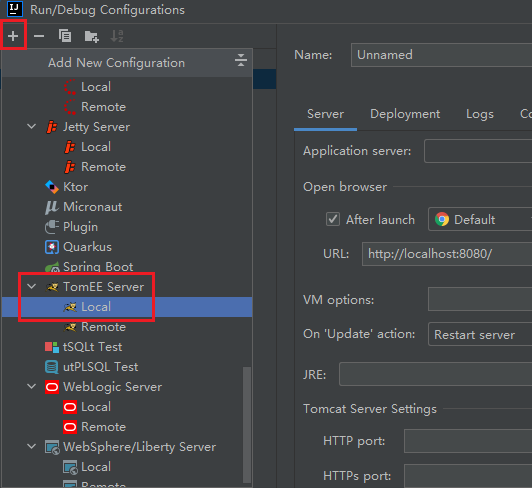 Run/Debug Configurations
Add New Configuration
Local
Remote
Jetty Server
Local
Remote
Ktor
Micronaut
Plugin
Quarkus
Spring Boot
TomEE Server
Local
Remote
tSQLt Test
utPLSQL Test
WebLogic Server
Local
Remote
WebSphere/Liberty Server
Local
Remote
Name: Unnamed
Server Deployment Logs Co
Application server:
Open browser
After launch Default
URL: http://localhost:8080/
VM options:
On 'Update' action: Restart server
JRE:
Tomcat Server Settings
HTTP port:
HTTPs port: